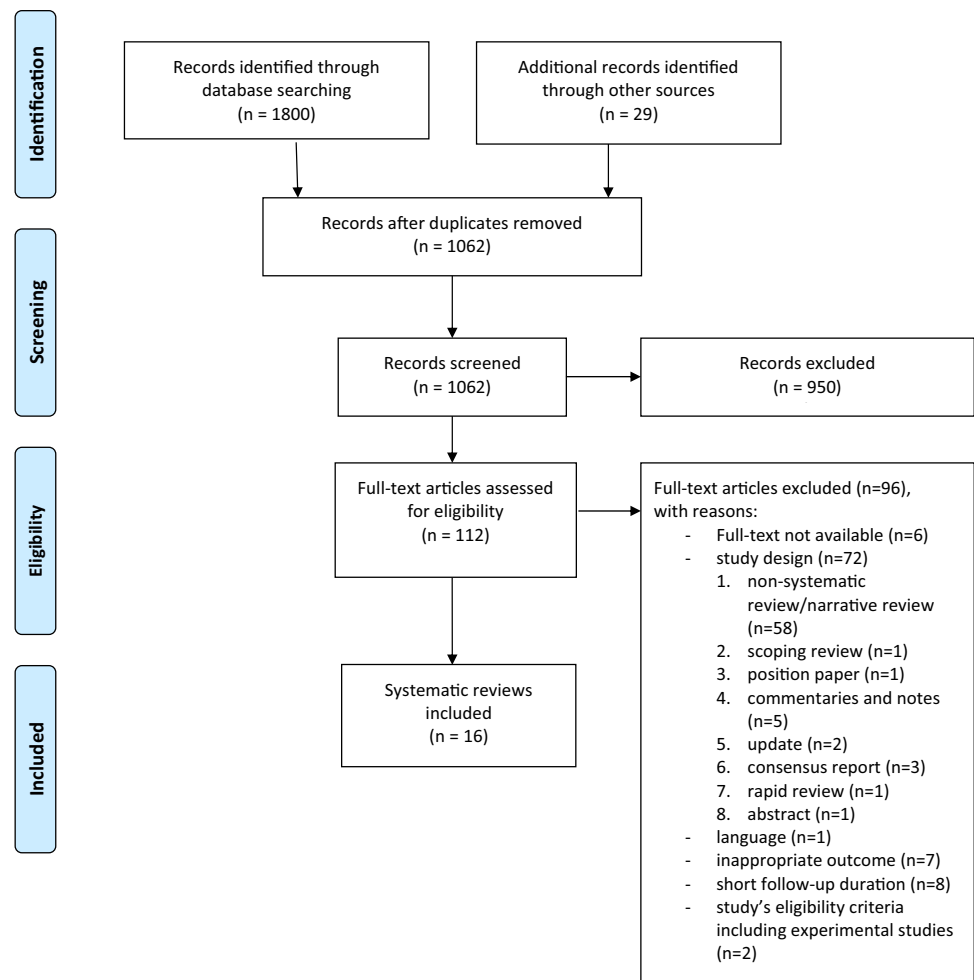 Identification
Records identified through
database searching
(n = 1800)
Additional records identified
through other sources
(n = 29)
Records after duplicates removed
(n = 1062)
Screening
Records screened
(n = 1062)
Records excluded
(n = 950)
Eligibility
Full-text articles assessed
for eligibility
(n = 112)
Full-text articles excluded (n=96),
with reasons:
- Full-text not available (n=6)
- study design (n=72)
1. non-systematic
review/narrative review
(n=58)
2. scoping review (n=1)
3. position paper (n=1)
4. commentaries and notes
(n=5)
5. update (n=2)
6. consensus report (n=3)
7. rapid review (n=1)
8. abstract (n=1)
- language (n=1)
- inappropriate outcome (n=7)
- short follow-up duration (n=8)
- study’s eligibility criteria
including experimental studies
(n=2)
Included
Systematic reviews
included
(n = 16)